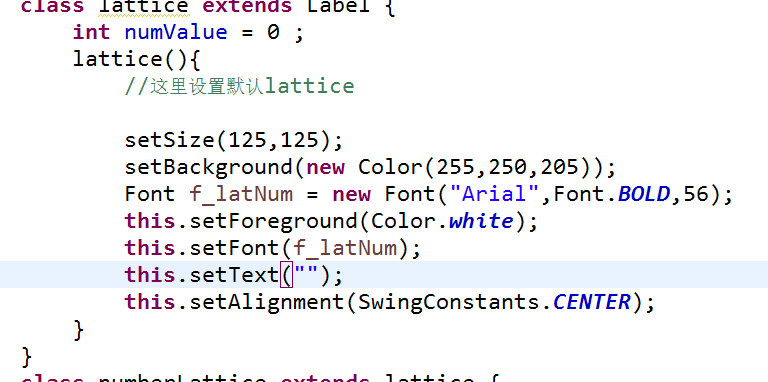 class lattice extends Label {
int numValue = 0 ;
lattice(){
//这里设置默认lattice
setSize(125,125);
setBackground(new Color(255,250,205));
Font f_latNum = new Font("Arial",Font.BOLD,56);
this.setForeground(Color.white);
this.setFont(f_latNum);
this.setText("");
this.setAlignment(SwingConstants.CENTER);
}
}
class numberLattice extends lattice {